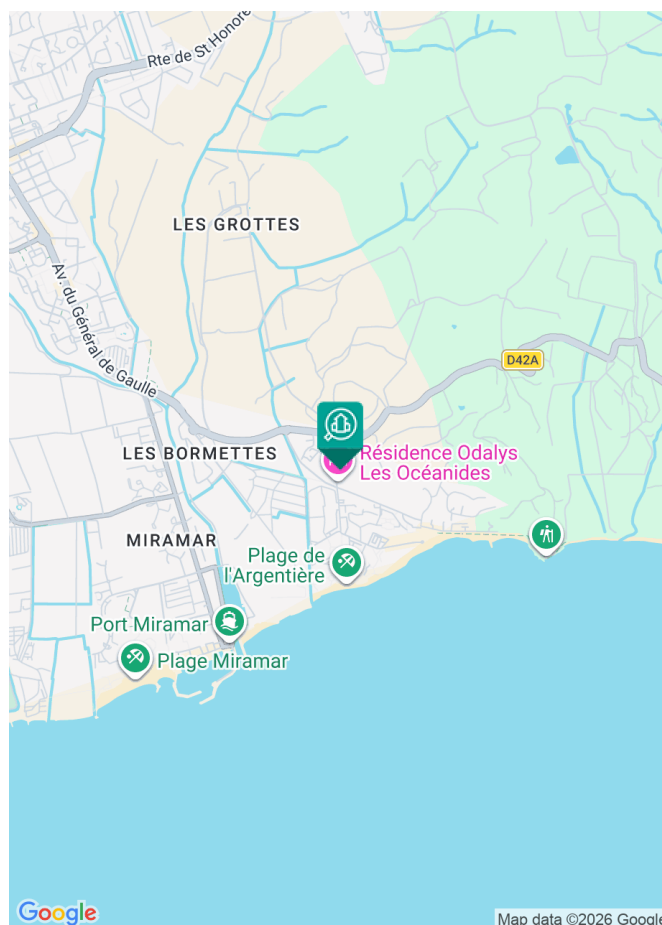 Rte de St Honoré
LES GROTTES
Av. du Général de Gaulle
D42A
Résidence Odalys
Les Océanides
LES BORMETTES
MIRAMAR
Plage de
l'Argentière
Port Miramar
Plage Miramar
Google
Map data ©2026 Google